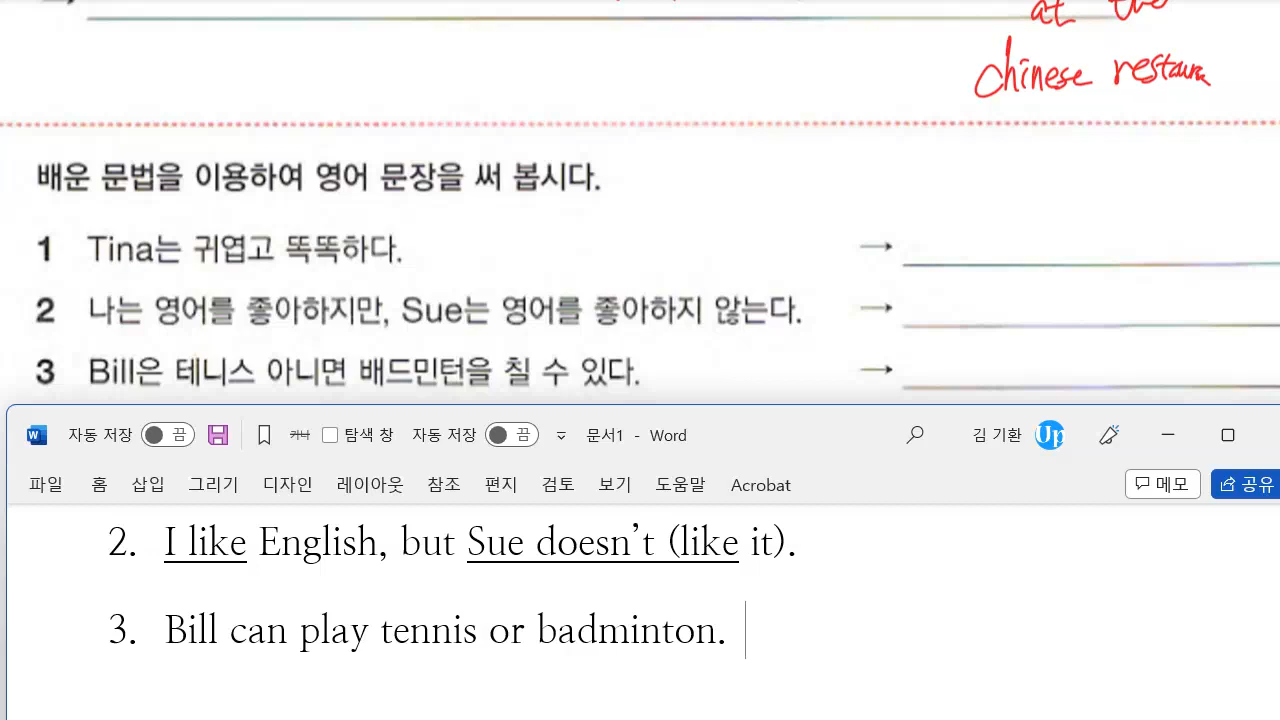 at the
chinese restaura
배운 문법을 이용하여 영어 문장을 써 봅시다.
1 Tina는 귀엽고 똑똑하다. →
2 나는 영어를 좋아하지만, Sue는 영어를 좋아하지 않는다. →
3 Bill은 테니스 아니면 배드민턴을 칠 수 있다. →
자동 저장 끔 가나 탐색 창 자동 저장 끔 문서1 - Word 김 기환 Up
파일 홈 삽입 그리기 디자인 레이아웃 참조 편지 검토 보기 도움말 Acrobat 메모 공유
2. I like English, but Sue doesn't (like it).
3. Bill can play tennis or badminton.